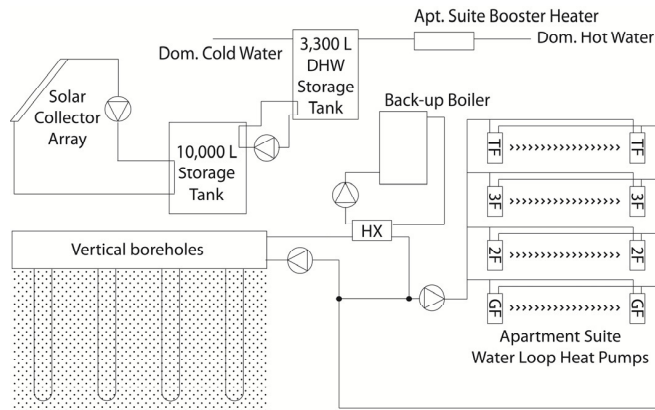 Apt. Suite Booster Heater
Dom. Cold Water
3,300 L
DHW
Storage
Tank
Dom. Hot Water
Solar
Collector
Array
Back-up Boiler
10,000 L
Storage
Tank
TF
TF
3F
3F
HX
Vertical boreholes
2F
2F
GF
GF
Apartment Suite
Water Loop Heat Pumps